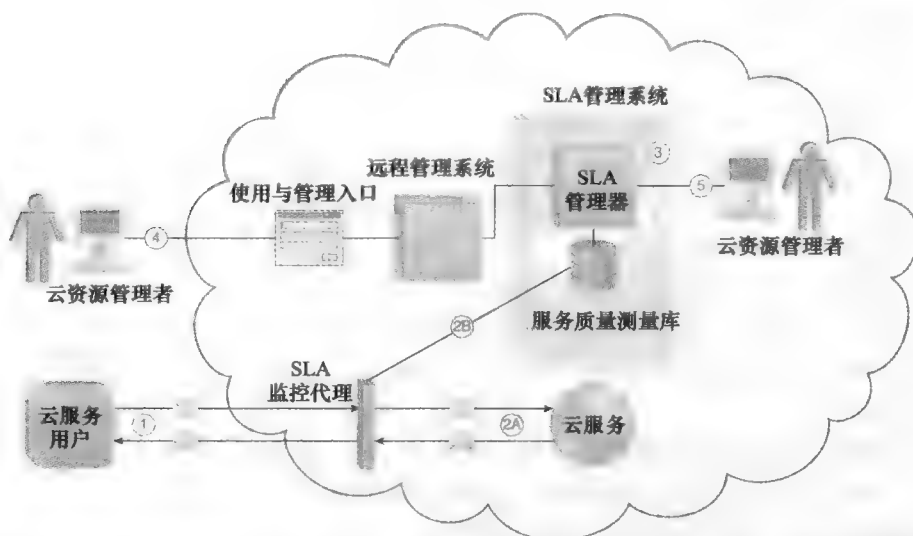 SLA管理系统
远程管理系统
使用与管理入口
3
SLA
管理器
5
4
云资源管理者
云资源管理者
服务质量测量库
2B
SLA
监控代理
云服务
用户
1
2A
云服务